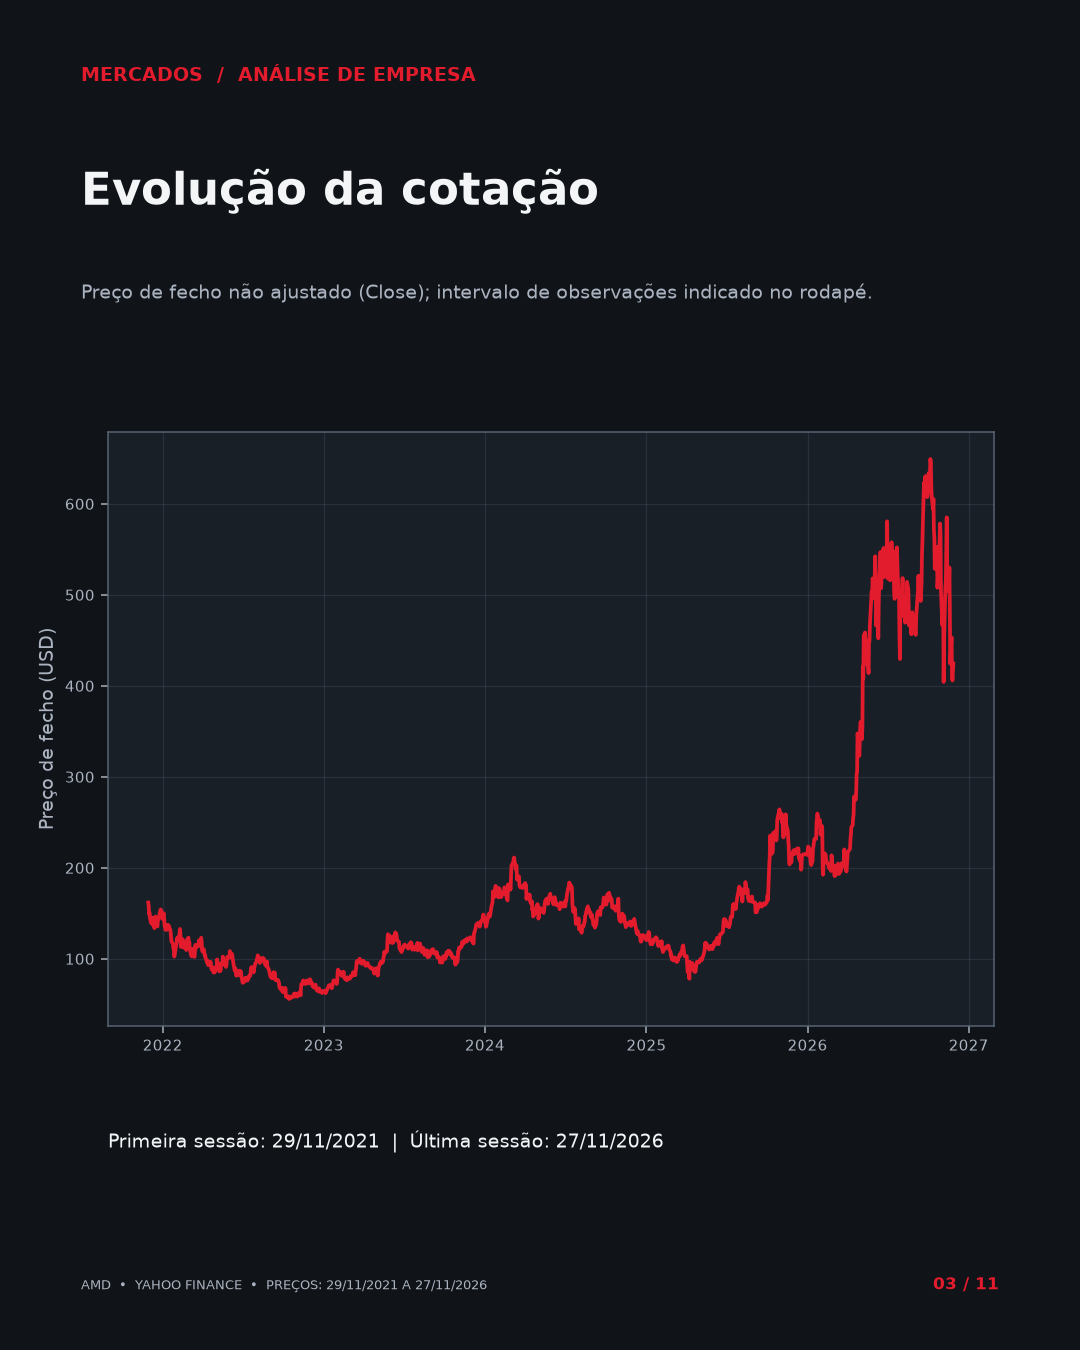 MERCADOS / ANÁLISE DE EMPRESA
Evolução da cotação
Preço de fecho não ajustado (Close); intervalo de observações indicado no rodapé.
Preço de fecho (USD)
600
500
400
300
200
100
2022 2023 2024 2025 2026 2027
Primeira sessão: 29/11/2021 | Última sessão: 27/11/2026
AMD • YAHOO FINANCE • PREÇOS: 29/11/2021 A 27/11/2026
03 / 11